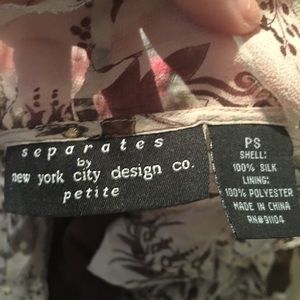 separates
by
new york city design co.
petite
PS
SHELL:
100% SILK
LINING:
100% POLYESTER
MADE IN CHINA
RN#91104